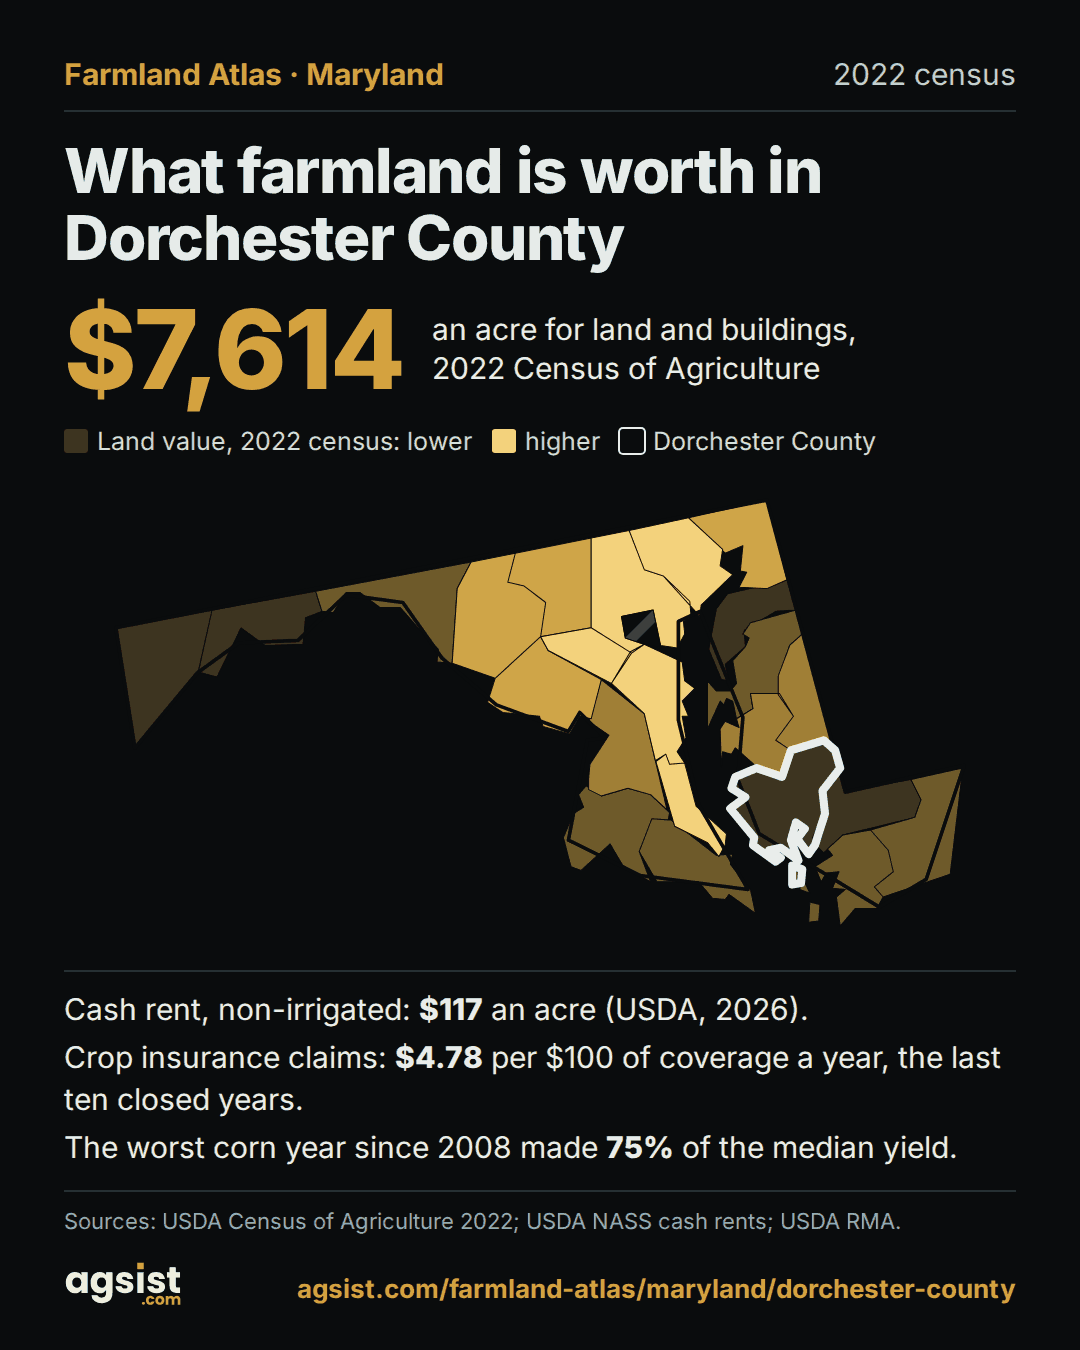 Farmland Atlas · Maryland
2022 census
What farmland is worth in
Dorchester County
$7,614
an acre for land and buildings,
2022 Census of Agriculture
Land value, 2022 census: lower
higher
Dorchester County
Cash rent, non-irrigated: $117 an acre (USDA, 2026).
Crop insurance claims: $4.78 per $100 of coverage a year, the last
ten closed years.
The worst corn year since 2008 made 75% of the median yield.
Sources: USDA Census of Agriculture 2022; USDA NASS cash rents; USDA RMA.
agsist
.com
agsist.com/farmland-atlas/maryland/dorchester-county